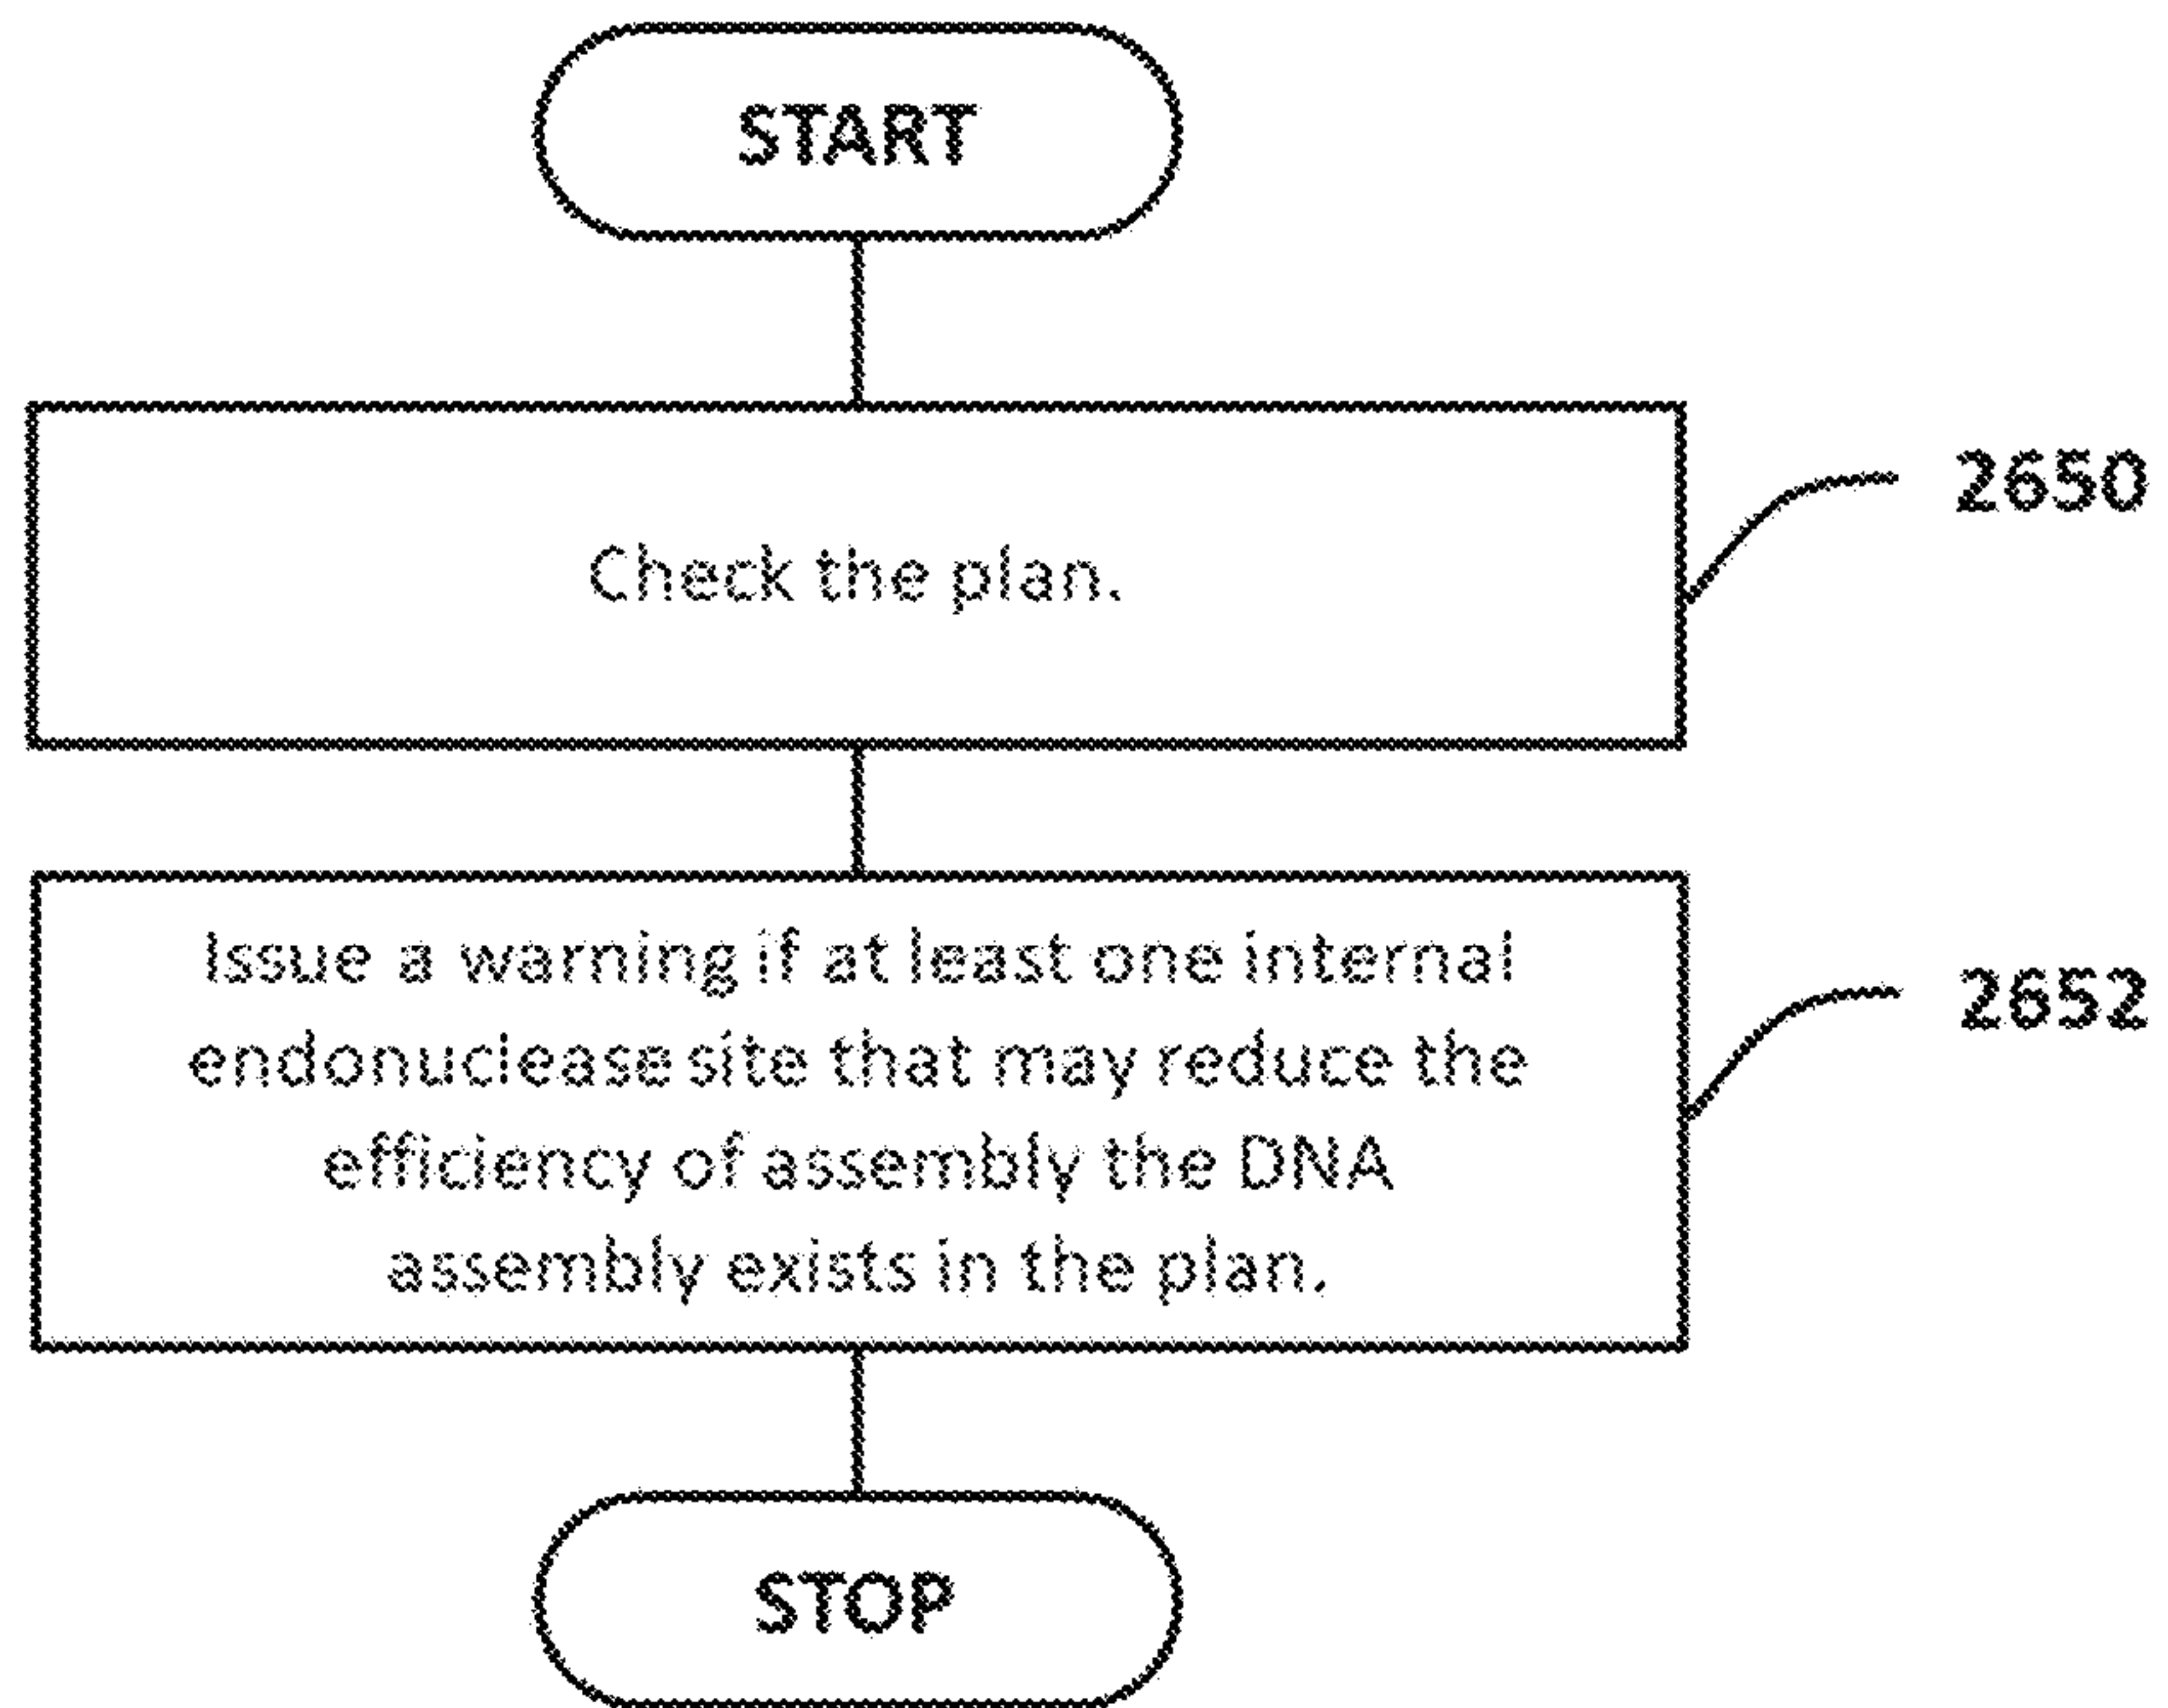 START
Check the plan.
2650
Issue a warning if at least one internal
endonuclease site that may reduce the
efficiency of assembly the DNA
assembly exists in the plan.
2652
STOP